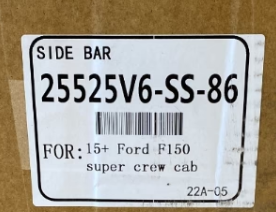 SIDE BAR
25525V6-SS-86
FOR: 15+ Ford F150
super crew cab
22A-05